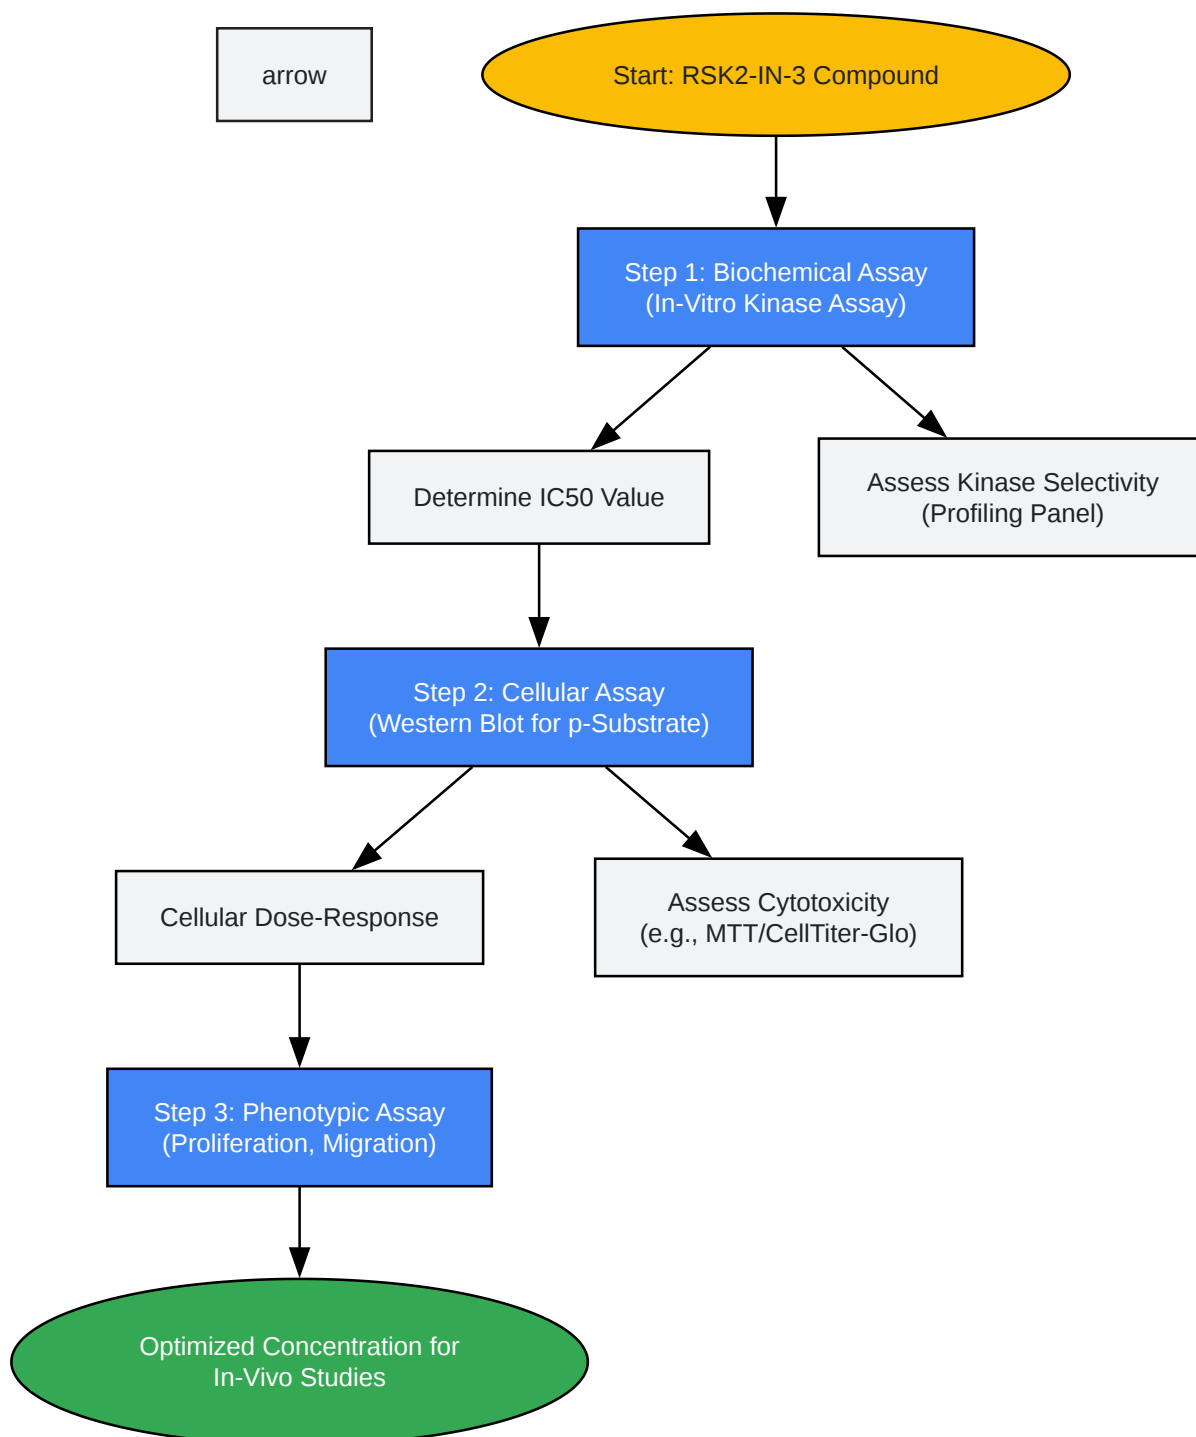 arrow
Start: RSK2-IN-3 Compound
Step 1: Biochemical Assay
(In-Vitro Kinase Assay)
Determine IC50 Value
Assess Kinase Selectivity
(Profiling Panel)
Step 2: Cellular Assay
(Western Blot for p-Substrate)
Cellular Dose-Response
Assess Cytotoxicity
(e.g., MTT/CellTiter-Glo)
Step 3: Phenotypic Assay
(Proliferation, Migration)
Optimized Concentration for
In-Vivo Studies